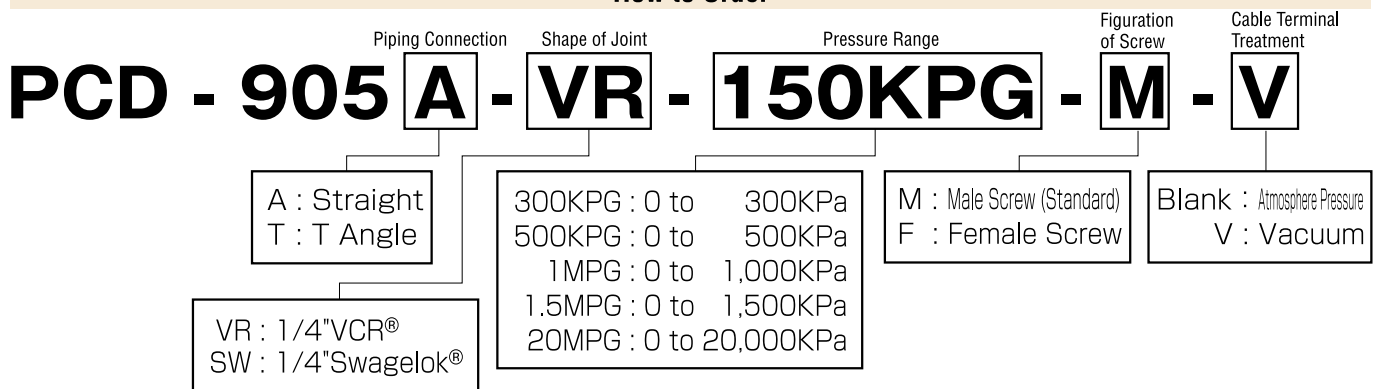 How to Order
Piping Connection
Shape of Joint
Pressure Range
Figuration
of Screw
Cable Terminal
Treatment
PCD - 905 A - VR - 150KPG - M - V
A : Straight
T : T Angle
VR : 1/4"VCR®
SW : 1/4"Swagelok®
300KPG : 0 to 300KPa
500KPG : 0 to 500KPa
1MPG : 0 to 1,000KPa
1.5MPG : 0 to 1,500KPa
20MPG : 0 to 20,000KPa
M : Male Screw (Standard)
F : Female Screw
Blank : Atmosphere Pressure
V : Vacuum